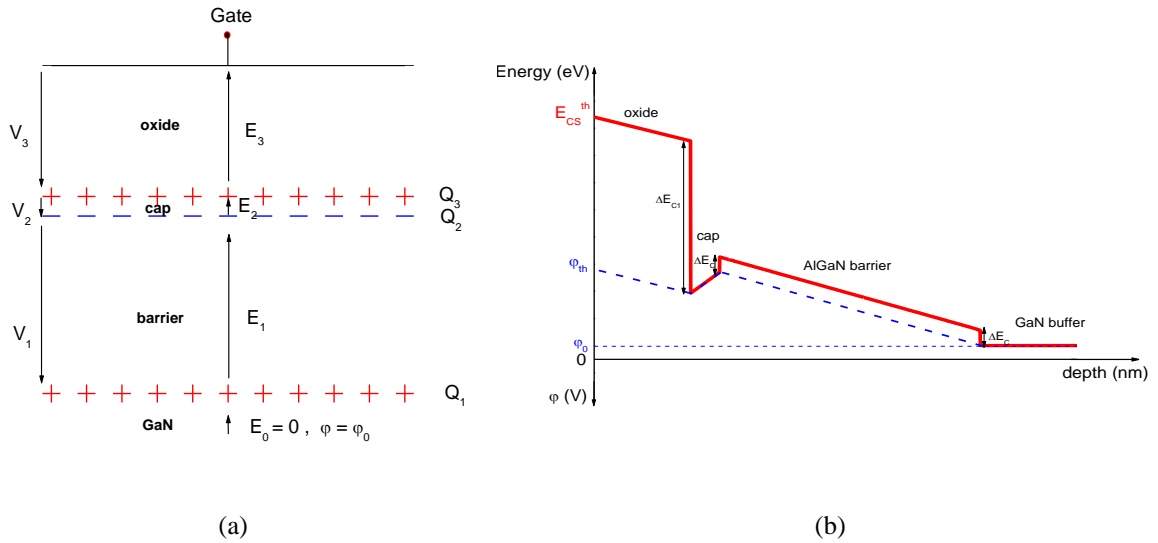 Gate
V3
oxide
E3
Q3
cap
E2
V2
Q2
barrier
E1
V1
Q1
GaN
E0 = 0 , φ = φ0
(a)
Energy (eV)
ECS th
oxide
ΔEC1
cap
ΔEC
AlGaN barrier
φth
GaN buffer
ΔEC
φ0
0
depth (nm)
φ (V)
(b)